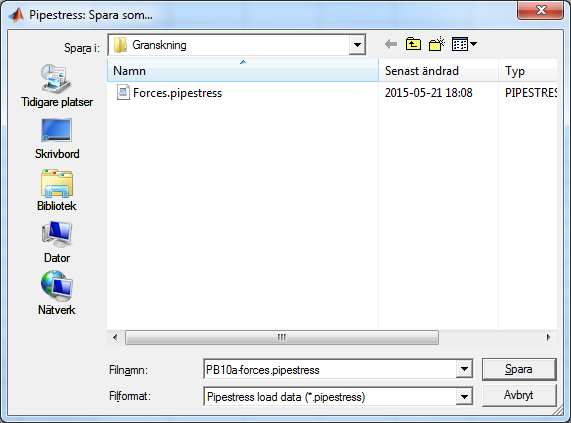 Pipestress: Spara som...
Spara i: Granskning
Namn Senast ändrad Typ
Forces.pipestress 2015-05-21 18:08 PIPESTRE
Tidigare platser
Skrivbord
Bibliotek
Dator
Nätverk
Filnamn: PB10a-forces.pipestress Spara
Filformat: Pipestress load data (*.pipestress) Avbryt